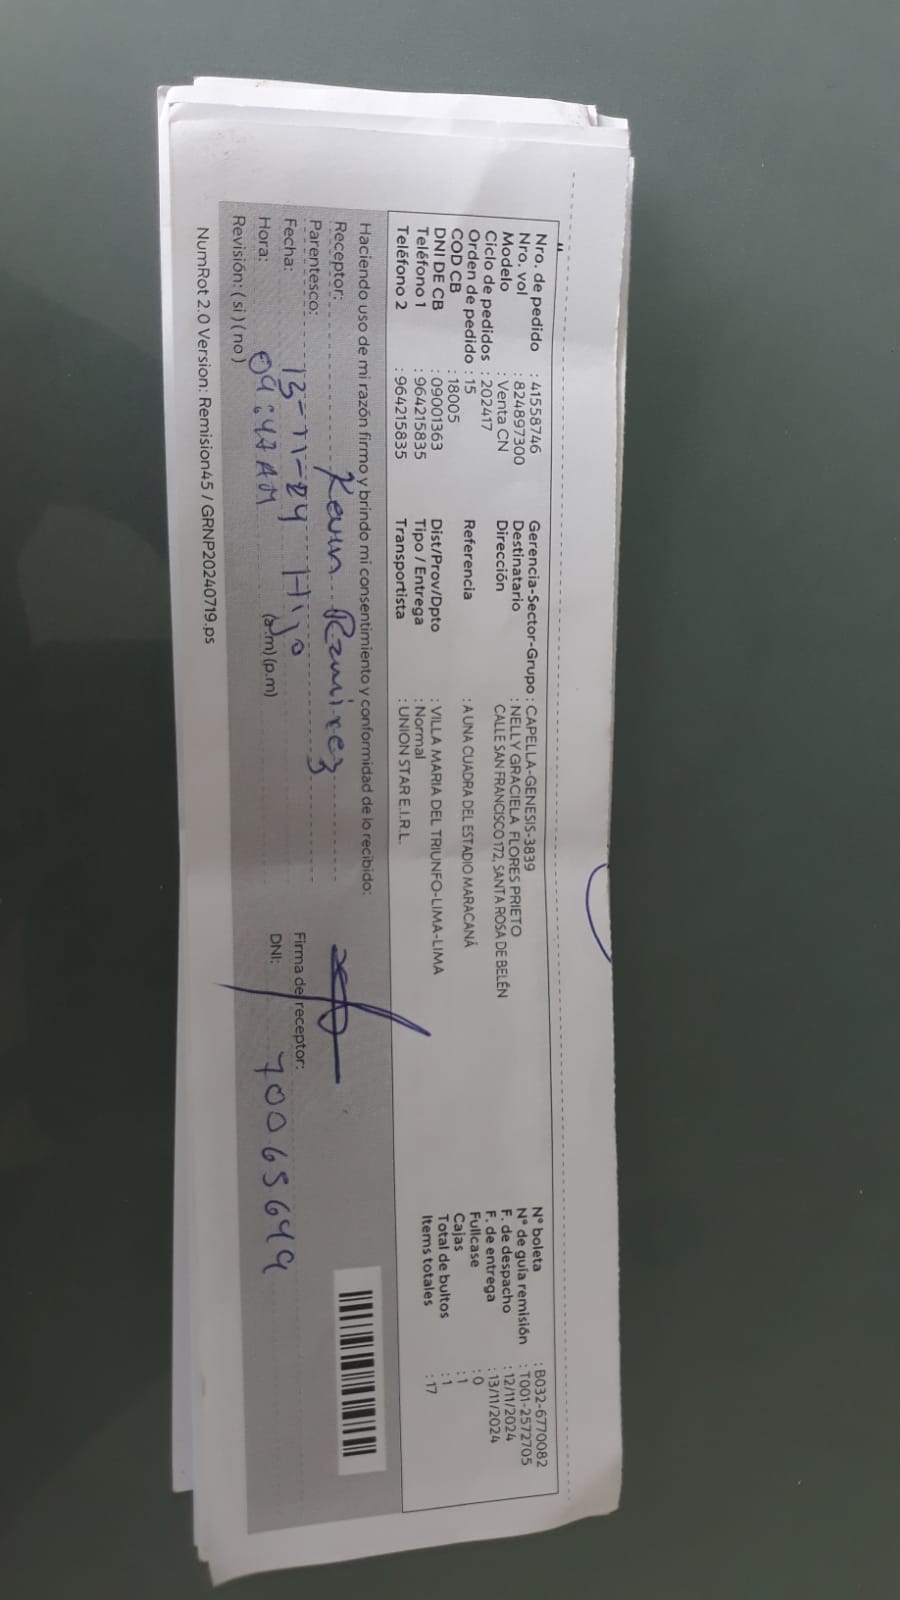 Nro. de pedido : 41558746 Gerencia-Sector-Grupo : CAPELLA-GENESIS-3839 N° boleta : B032-6770082
Nro. vol : 824897300 Destinatario : NELLY GRACIELA FLORES PRIETO N° de guía remisión : T001-2572705
Modelo : Venta CN Dirección CALLE SAN FRANCISCO 172, SANTA ROSA DE BELÉN F. de despacho : 12/11/2024
Ciclo de pedidos : 202417 F. de entrega : 13/11/2024
Orden de pedido : 15 Referencia : A UNA CUADRA DEL ESTADIO MARACANÁ Fullcase : 0
COD CB : 18005 Cajas : 1
DNI DE CB : 09001363 Dist/Prov/Dpto : VILLA MARIA DEL TRIUNFO-LIMA-LIMA Total de bultos : 1
Teléfono 1 : 964215835 Tipo / Entrega : Normal Items totales : 17
Teléfono 2 : 964215835 Transportista : UNION STAR E.I.R.L.
Haciendo uso de mi razón firmo y brindo mi consentimiento y conformidad de lo recibido:
Receptor: Kevin Ramirez
Parentesco: Hijo Firma de receptor:
Fecha: 13-11-24 DNI: 70065649
Hora: 09:47 AM (a.m) (p.m)
Revisión: ( si ) ( no )
NumRot 2.0 Version: Remision45 / GRNP20240719.ps